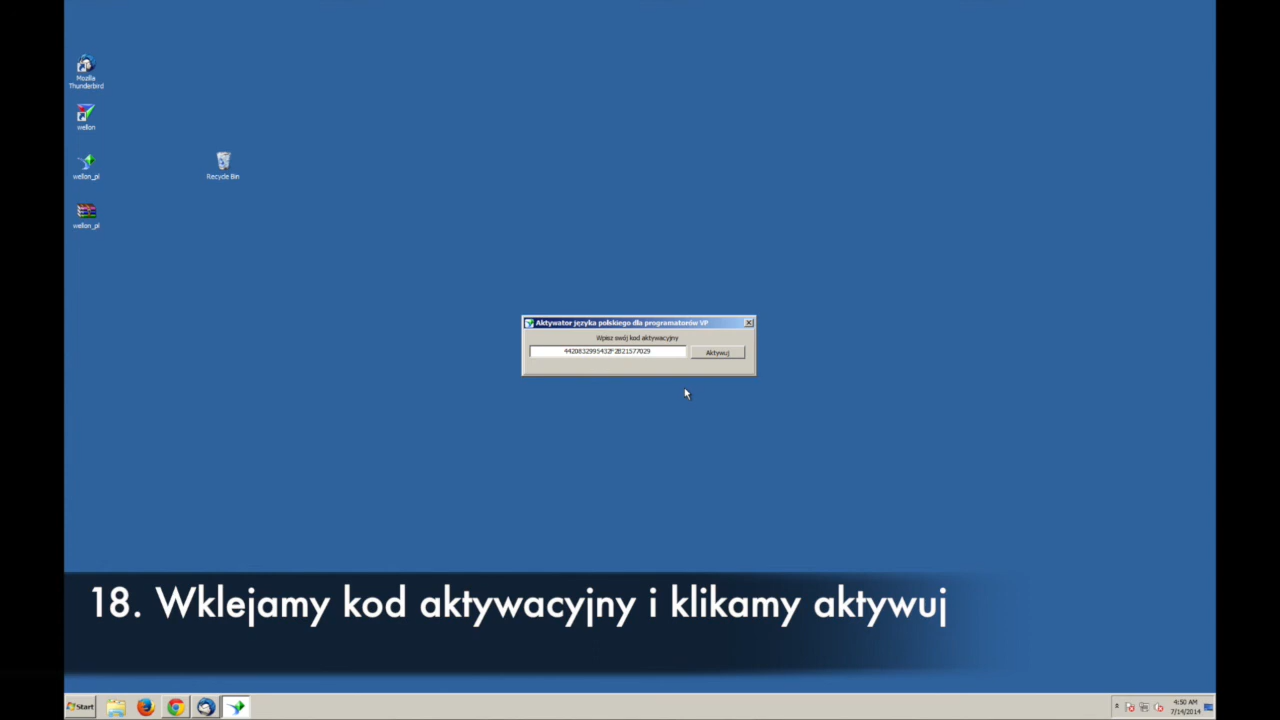 Mozilla
Thunderbird
wellon
wellon_pl
Recycle Bin
wellon_pl
Aktywator języka polskiego dla programatorów VP
Wpisz swój kod aktywacyjny
Aktywuj
18. Wklejamy kod aktywacyjny i klikamy aktywuj
Start
4:50 AM
7/14/2014